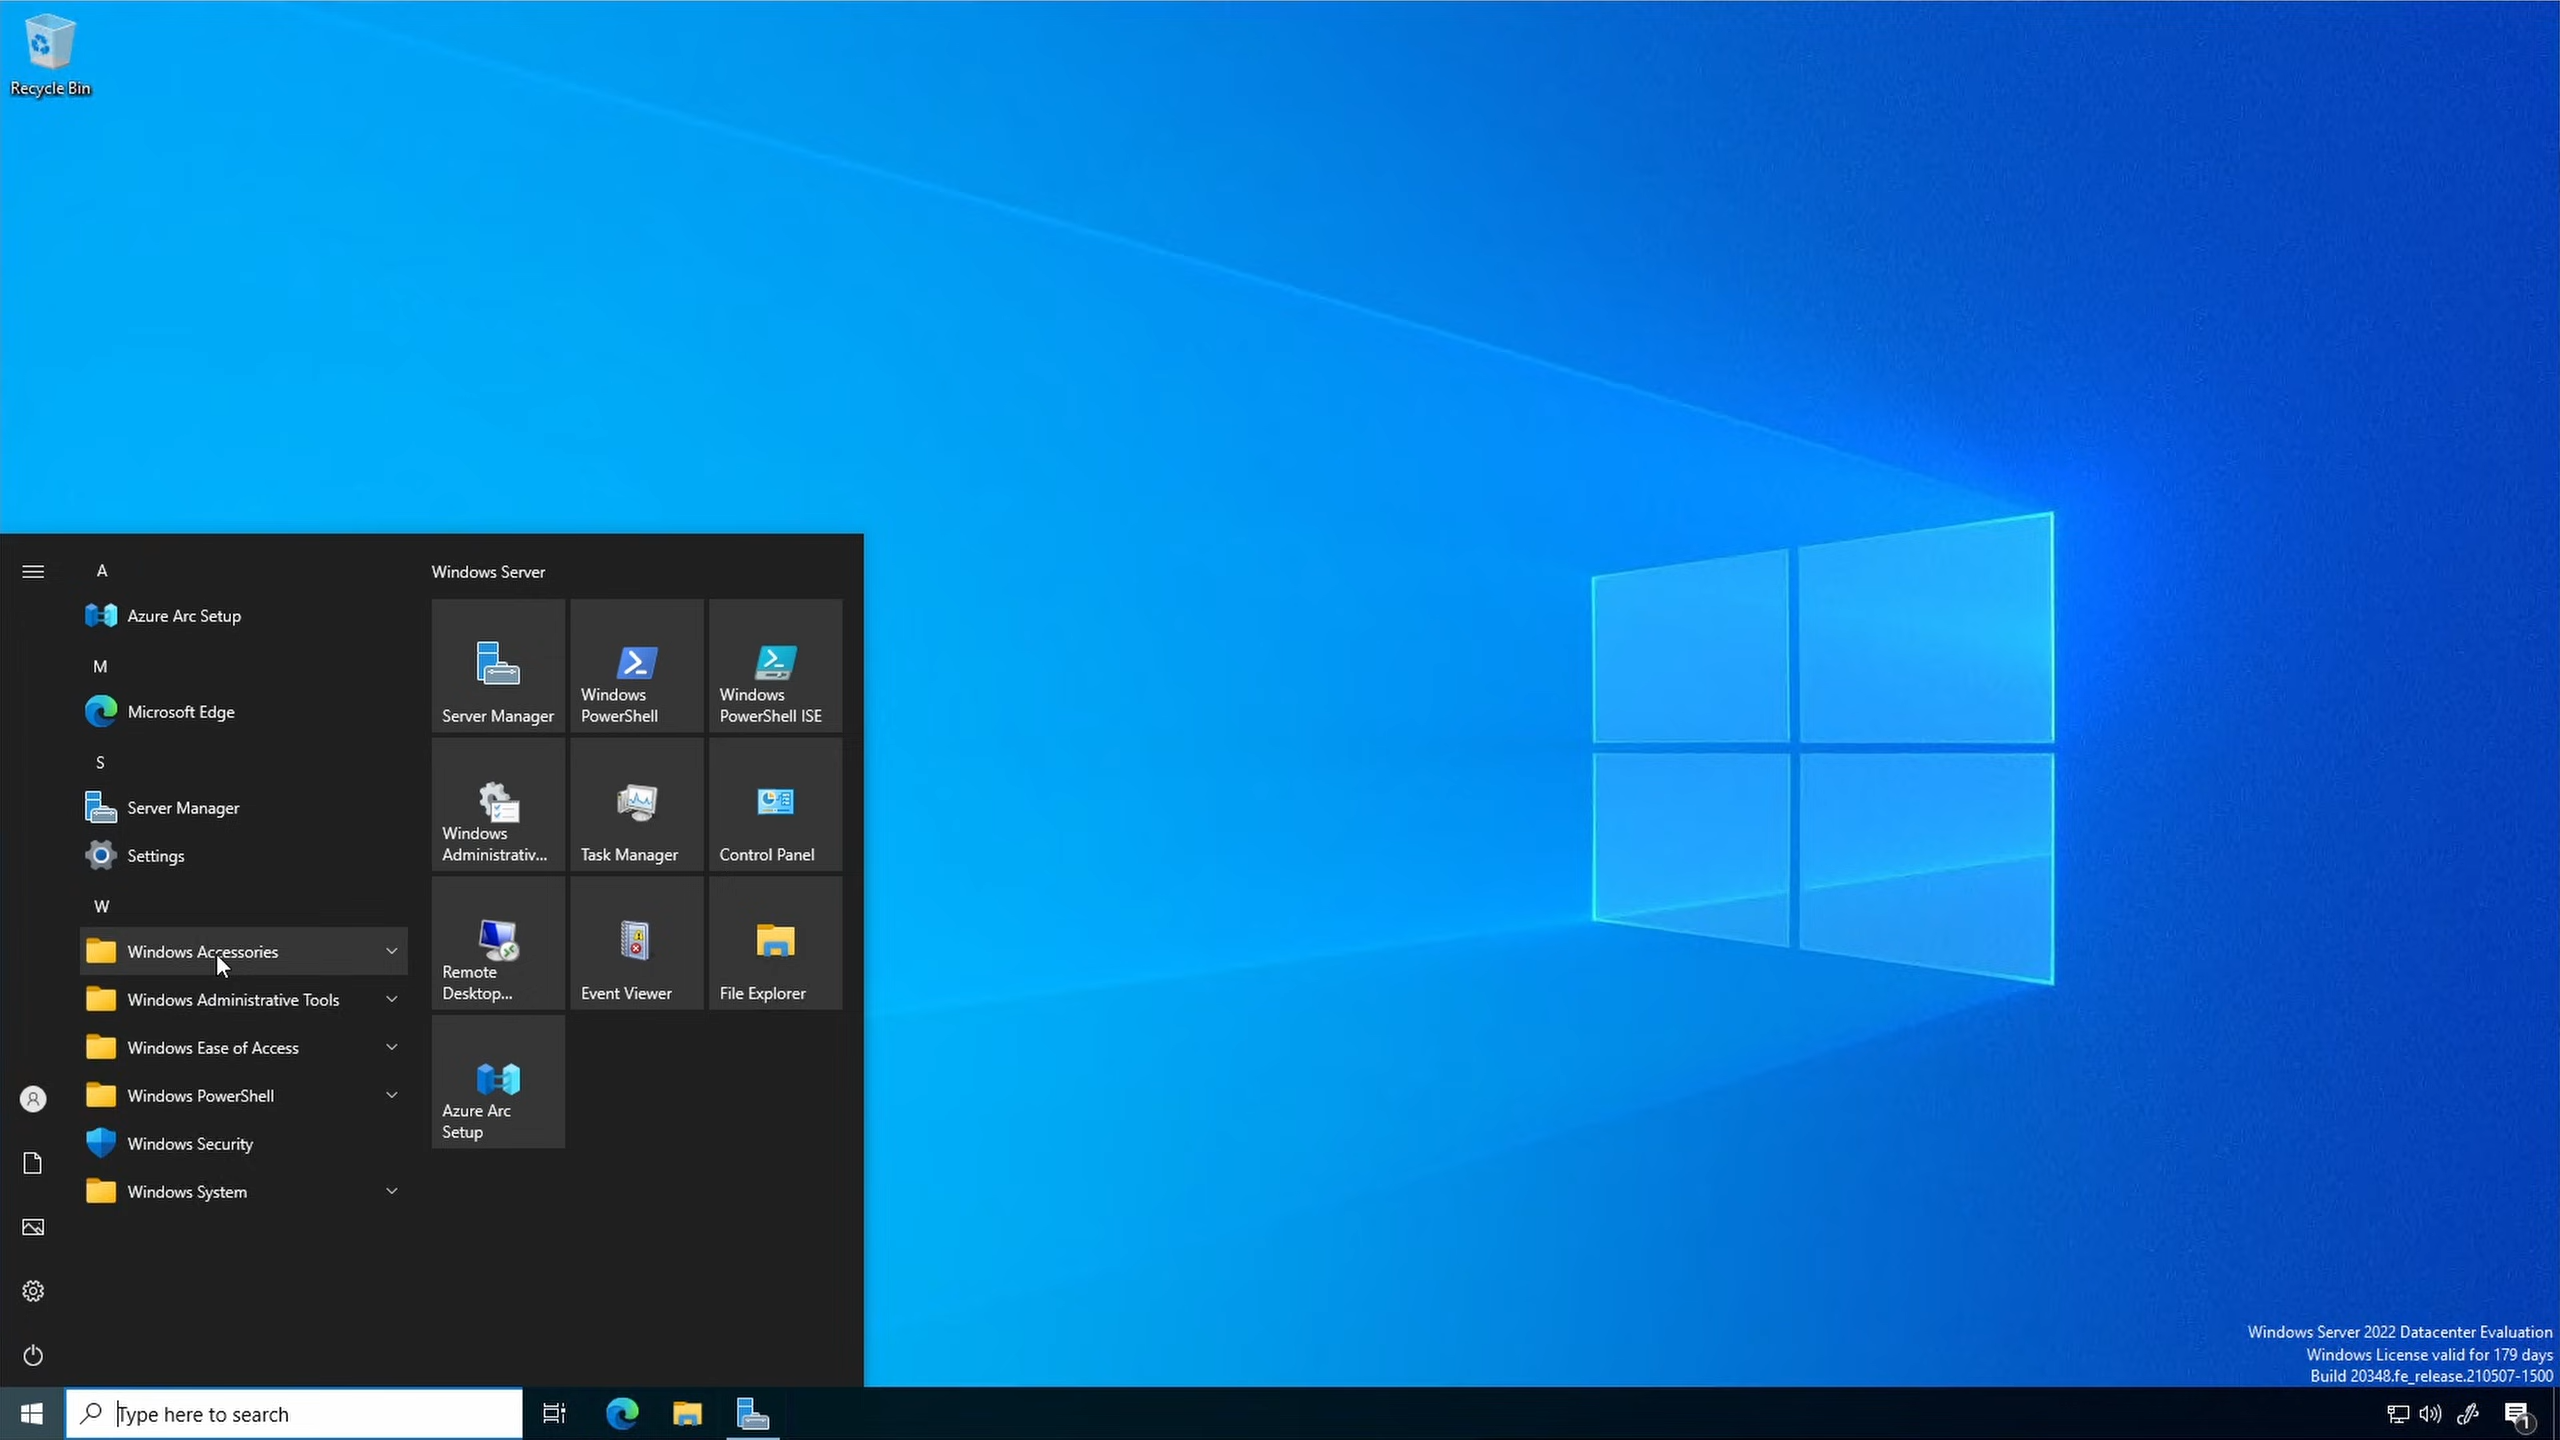 Recycle Bin
A
Azure Arc Setup
M
Microsoft Edge
S
Server Manager
Settings
W
Windows Accessories
Windows Administrative Tools
Windows Ease of Access
Windows PowerShell
Windows Security
Windows System
Windows Server
Server Manager
Windows
PowerShell
Windows
PowerShell ISE
Windows
Administrativ...
Task Manager
Control Panel
Remote
Desktop...
Event Viewer
File Explorer
Azure Arc
Setup
Windows Server 2022 Datacenter Evaluation
Windows License valid for 179 days
Build 20348.fe_release.210507-1500
Type here to search
1